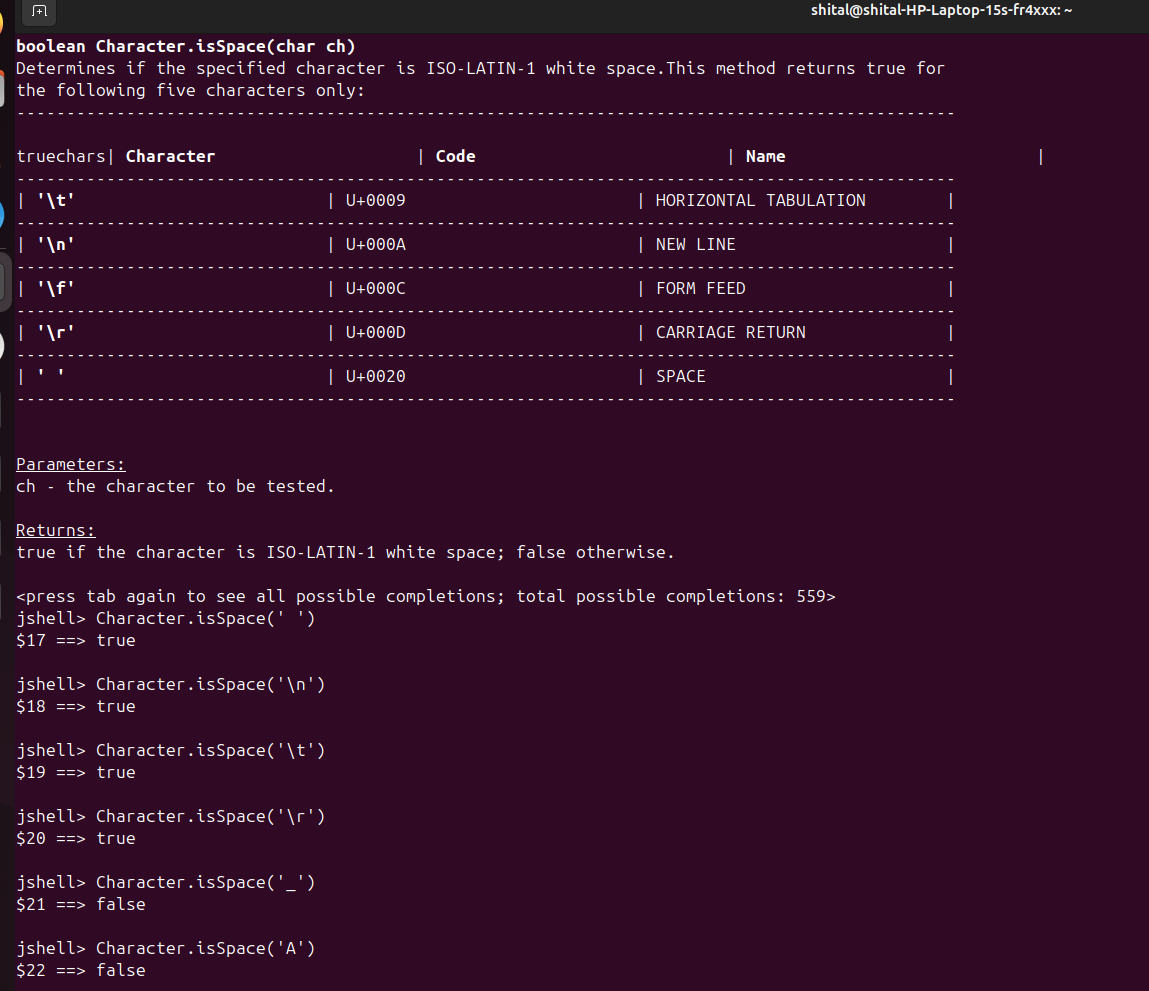 shital@shital-HP-Laptop-15s-fr4xxx: ~
boolean Character.isSpace(char ch)
Determines if the specified character is ISO-LATIN-1 white space.This method returns true for
the following five characters only:
----------------------------------------------------------------------------------------------
truechars| Character | Code | Name |
----------------------------------------------------------------------------------------------
| '\t' | U+0009 | HORIZONTAL TABULATION |
----------------------------------------------------------------------------------------------
| '\n' | U+000A | NEW LINE |
----------------------------------------------------------------------------------------------
| '\f' | U+000C | FORM FEED |
----------------------------------------------------------------------------------------------
| '\r' | U+000D | CARRIAGE RETURN |
----------------------------------------------------------------------------------------------
| ' ' | U+0020 | SPACE |
----------------------------------------------------------------------------------------------
Parameters:
ch - the character to be tested.
Returns:
true if the character is ISO-LATIN-1 white space; false otherwise.
<press tab again to see all possible completions; total possible completions: 559>
jshell> Character.isSpace(' ')
$17 ==> true
jshell> Character.isSpace('\n')
$18 ==> true
jshell> Character.isSpace('\t')
$19 ==> true
jshell> Character.isSpace('\r')
$20 ==> true
jshell> Character.isSpace('_')
$21 ==> false
jshell> Character.isSpace('A')
$22 ==> false